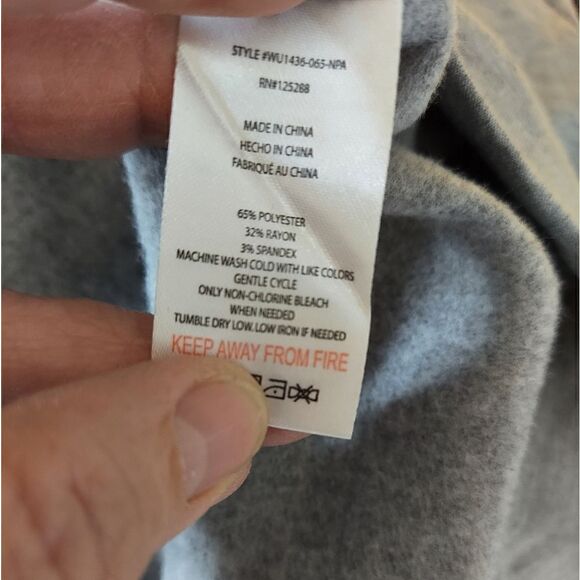 STYLE #WU1436-065-NPA
RN#125288
MADE IN CHINA
HECHO IN CHINA
FABRIQUÉ AU CHINA
65% POLYESTER
32% RAYON
3% SPANDEX
MACHINE WASH COLD WITH LIKE COLORS
GENTLE CYCLE
ONLY NON-CHLORINE BLEACH
WHEN NEEDED
TUMBLE DRY LOW. LOW IRON IF NEEDED
KEEP AWAY FROM FIRE